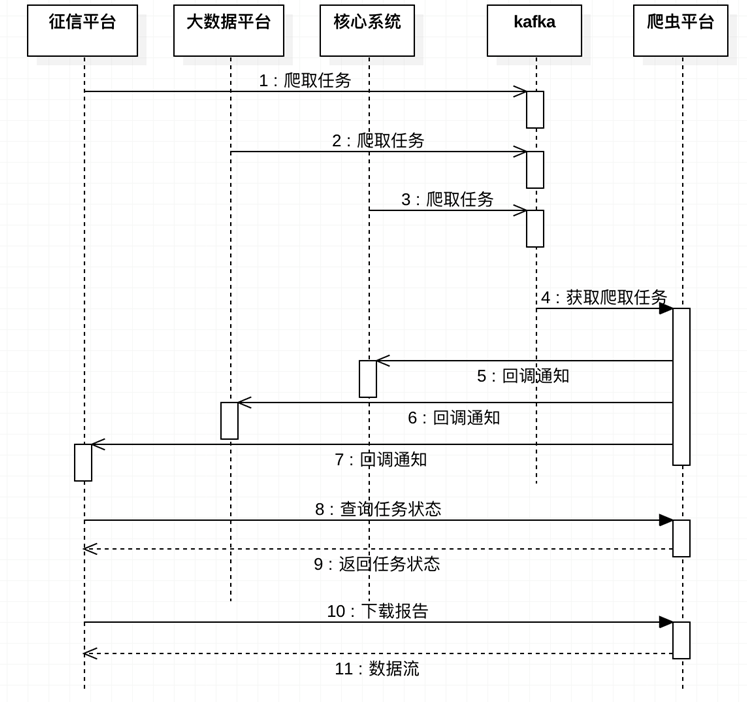 征信平台
大数据平台
核心系统
kafka
爬虫平台
1 : 爬取任务
2 : 爬取任务
3 : 爬取任务
4 : 获取爬取任务
5 : 回调通知
6 : 回调通知
7 : 回调通知
8 : 查询任务状态
9 : 返回任务状态
10 : 下载报告
11 : 数据流